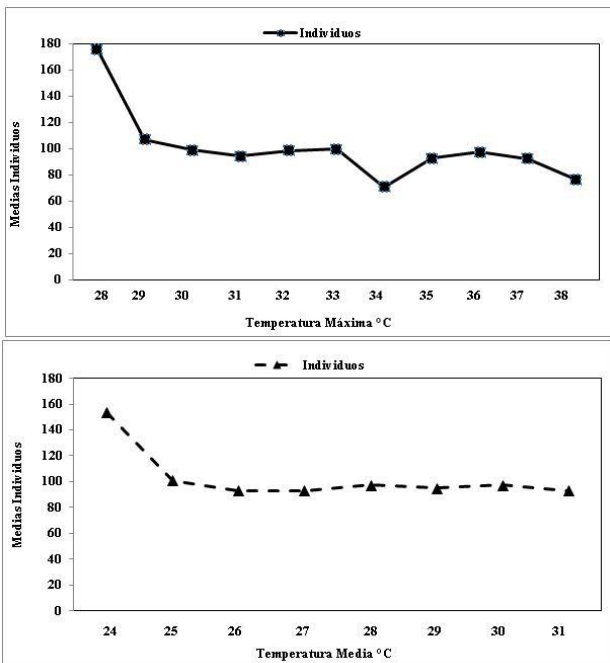 Individuos
180
160
140
120
100
80
60
40
20
0
Medias Individuos
28 29 30 31 32 33 34 35 36 37 38
Temperatura Máxima °C
Individuos
180
160
140
120
100
80
60
40
20
0
Medias Individuos
24 25 26 27 28 29 30 31
Temperatura Media °C